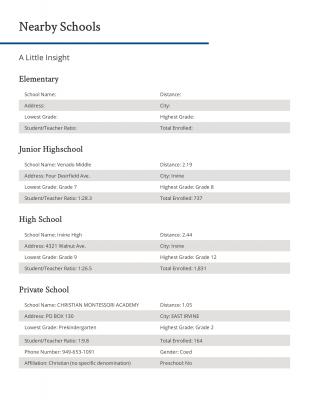 Nearby Schools
A Little Insight
Elementary
School Name: Distance:
Address: City:
Lowest Grade: Highest Grade:
Student/Teacher Ratio: Total Enrolled:
Junior Highschool
School Name: Venado Middle Distance: 2.19
Address: Four Deerfield Ave. City: Irvine
Lowest Grade: Grade 7 Highest Grade: Grade 8
Student/Teacher Ratio: 1:28.3 Total Enrolled: 737
High School
School Name: Irvine High Distance: 2.44
Address: 4321 Walnut Ave. City: Irvine
Lowest Grade: Grade 9 Highest Grade: Grade 12
Student/Teacher Ratio: 1:26.5 Total Enrolled: 1,831
Private School
School Name: CHRISTIAN MONTESSORI ACADEMY Distance: 1.05
Address: PO BOX 130 City: EAST IRVINE
Lowest Grade: Prekindergarten Highest Grade: Grade 2
Student/Teacher Ratio: 1:9.8 Total Enrolled: 164
Phone Number: 949-653-1091 Gender: Coed
Affiliation: Christian (no specific denomination) Preschool: No